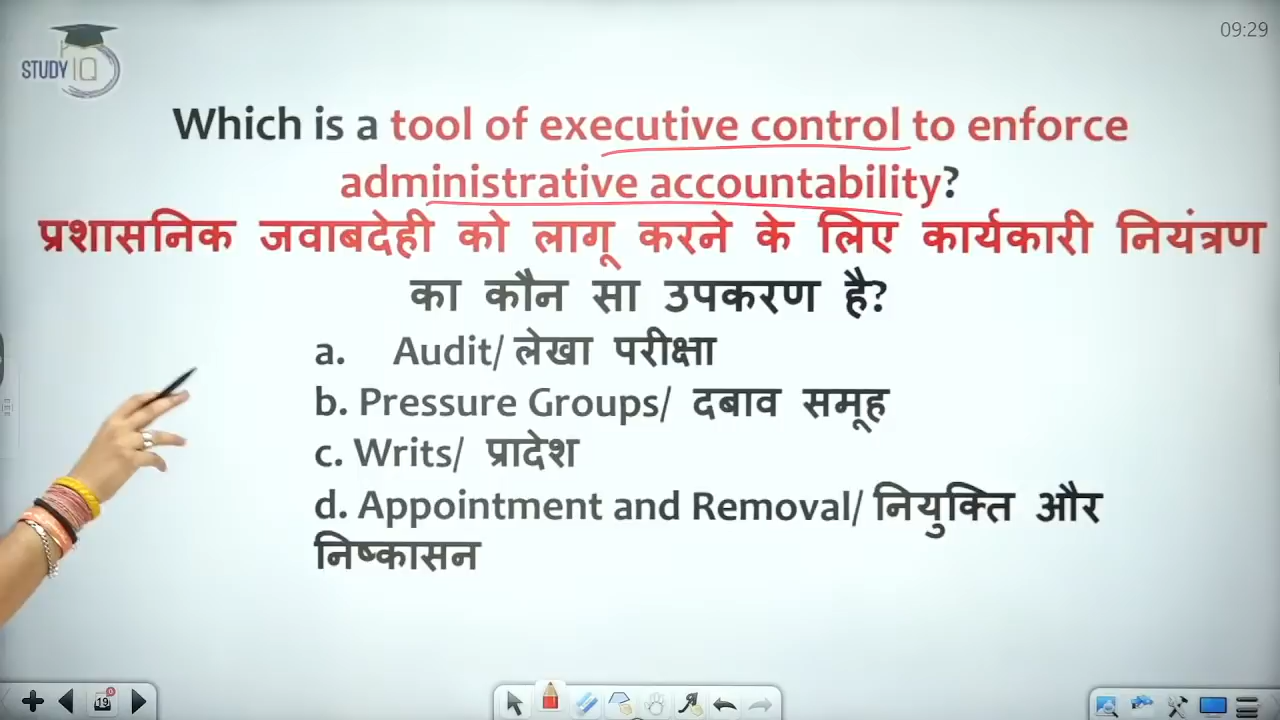 STUDY IQ
09:29
Which is a tool of executive control to enforce
administrative accountability?
प्रशासनिक जवाबदेही को लागू करने के लिए कार्यकारी नियंत्रण
का कौन सा उपकरण है?
a. Audit/ लेखा परीक्षा
b. Pressure Groups/ दबाव समूह
c. Writs/ प्रादेश
d. Appointment and Removal/ नियुक्ति और
निष्कासन
19